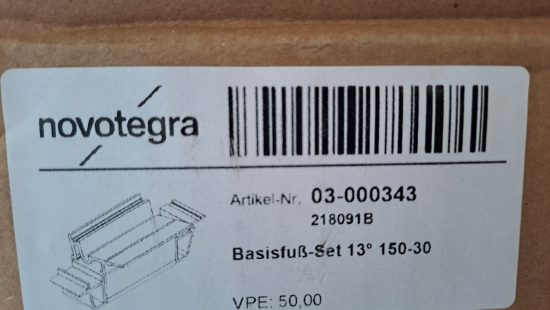 novotegra
Artikel-Nr. 03-000343
218091B
Basisfuß-Set 13° 150-30
VPE: 50,00